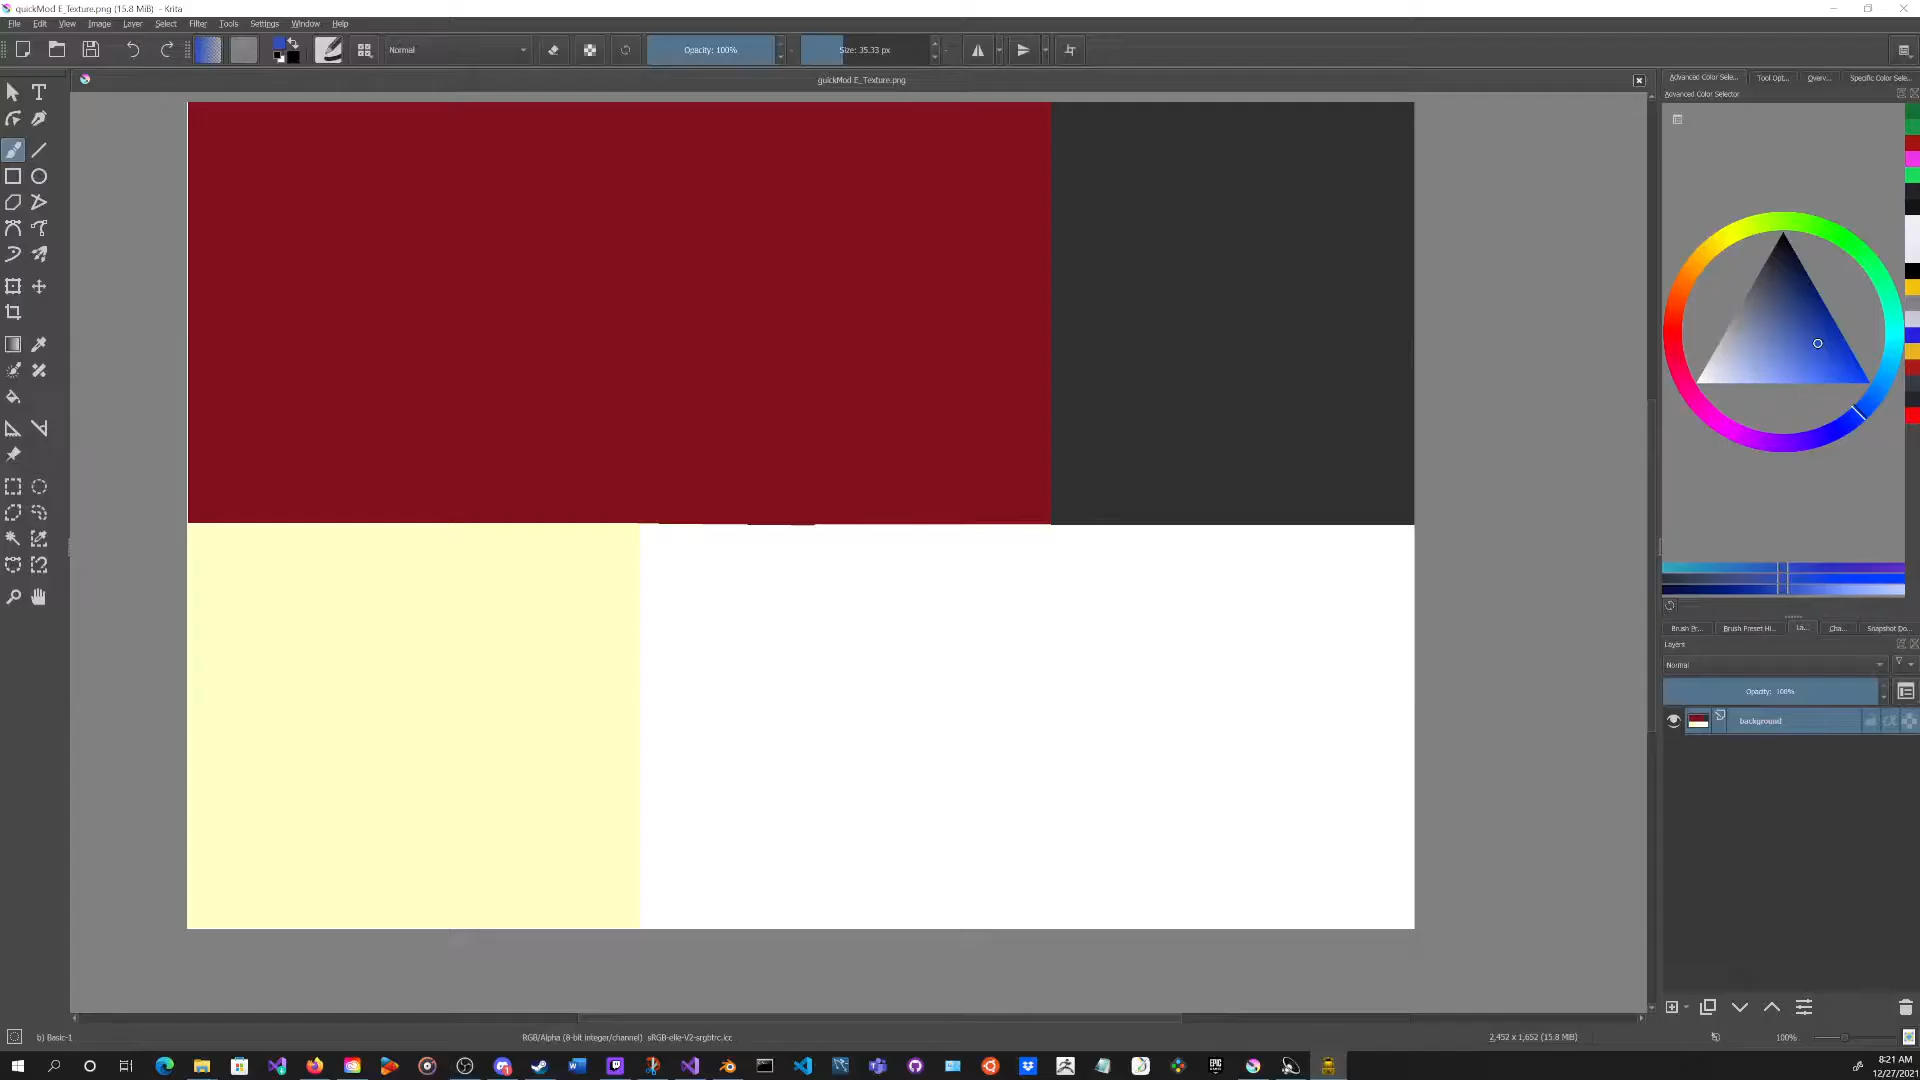 quickMod E_Texture.png (15.8 MiB) - Krita
File Edit View Image Layer Select Filter Tools Settings Window Help
Normal
Opacity: 100%
Size: 35.33 px
quickMod E_Texture.png
Advanced Color Sele... Tool Opt... Overv... Specific Color Sele...
Advanced Color Selector
Brush Pr... Brush Preset Hi... La... Cha... Snapshot Do...
Layers
Normal
Opacity: 100%
background
b) Basic-1
RGB/Alpha (8-bit integer/channel) sRGB-elle-V2-srgbtrc.icc
2,452 x 1,652 (15.8 MiB)
100%
8:21 AM
12/27/2021